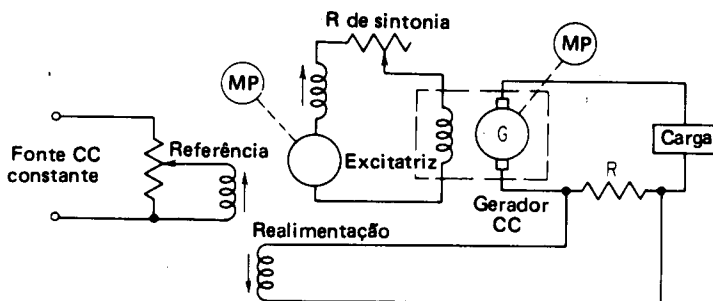 R de sintonia
MP
MP
G
Carga
Fonte CC
constante
Referência
Excitatriz
R
Gerador
CC
Realimentação